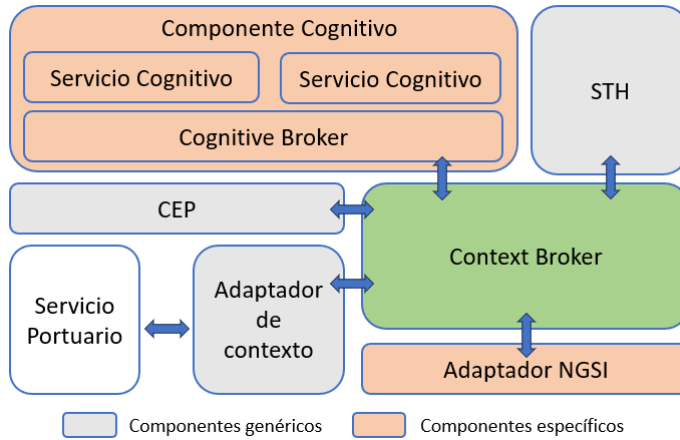 Componente Cognitivo
Servicio Cognitivo
Servicio Cognitivo
Cognitive Broker
STH
CEP
Context Broker
Servicio
Portuario
Adaptador
de
contexto
Adaptador NGSI
Componentes genéricos
Componentes específicos